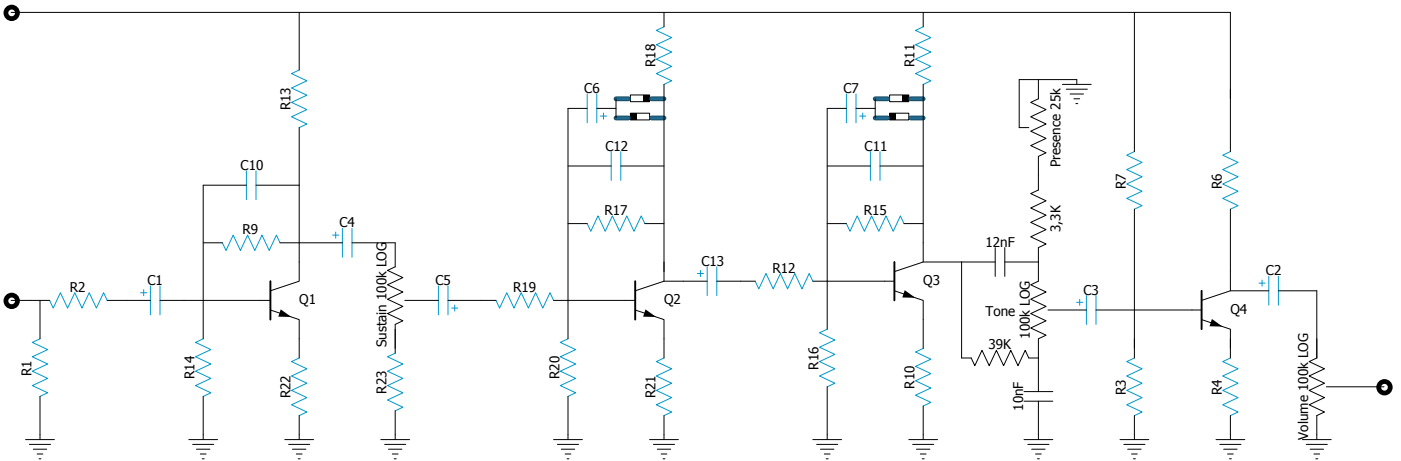 R18
R11
C6
C7
R13
Presence 25k
C12
C11
C10
R7
R6
R17
R15
R9
C4
3,3K
12nF
C13
R2
C1
C5
R19
R12
Q1
Q2
Q3
Sustain 100k LOG
Tone
100k LOG
C3
C2
Q4
39K
R1
R14
R22
R23
R20
R21
R16
R10
10nF
R3
R4
Volume 100k LOG